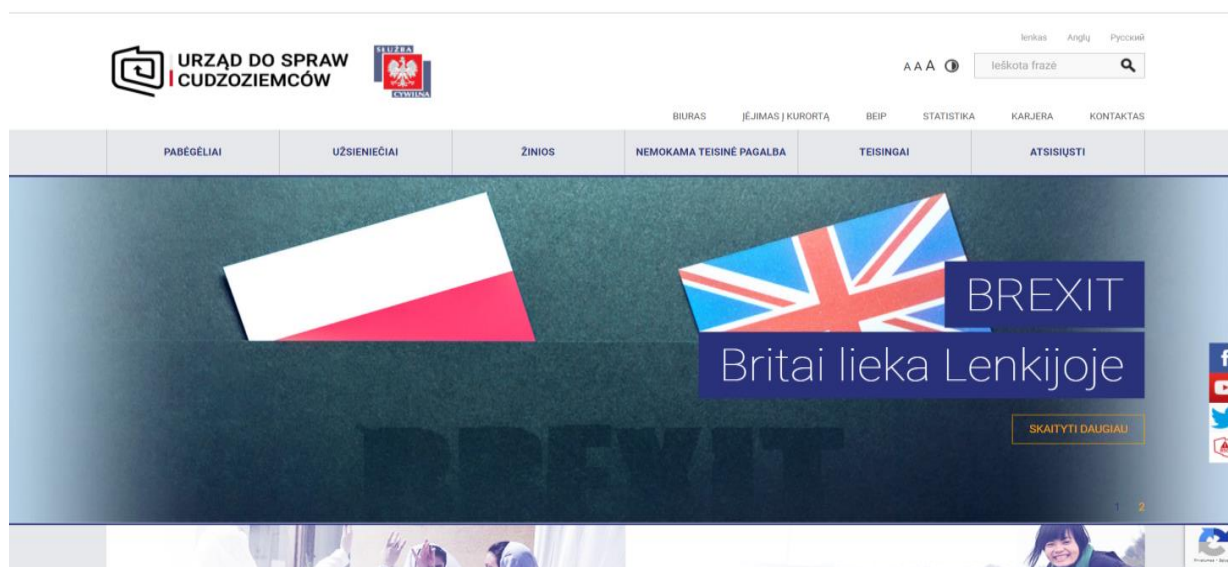 lenkas Anglų Русский
SŁUŻBA
CYWILNA
URZĄD DO SPRAW
CUDZOZIEMCÓW
A A A
Ieškota frazė
BIURAS ĮĖJIMAS Į KURORTĄ BEIP STATISTIKA KARJERA KONTAKTAS
PABĖGĖLIAI UŽSIENIEČIAI ŽINIOS NEMOKAMA TEISINĖ PAGALBA TEISINGAI ATSISIŲSTI
BREXIT
Britai lieka Lenkijoje
SKAITYTI DAUGIAU
BREXIT
1 2